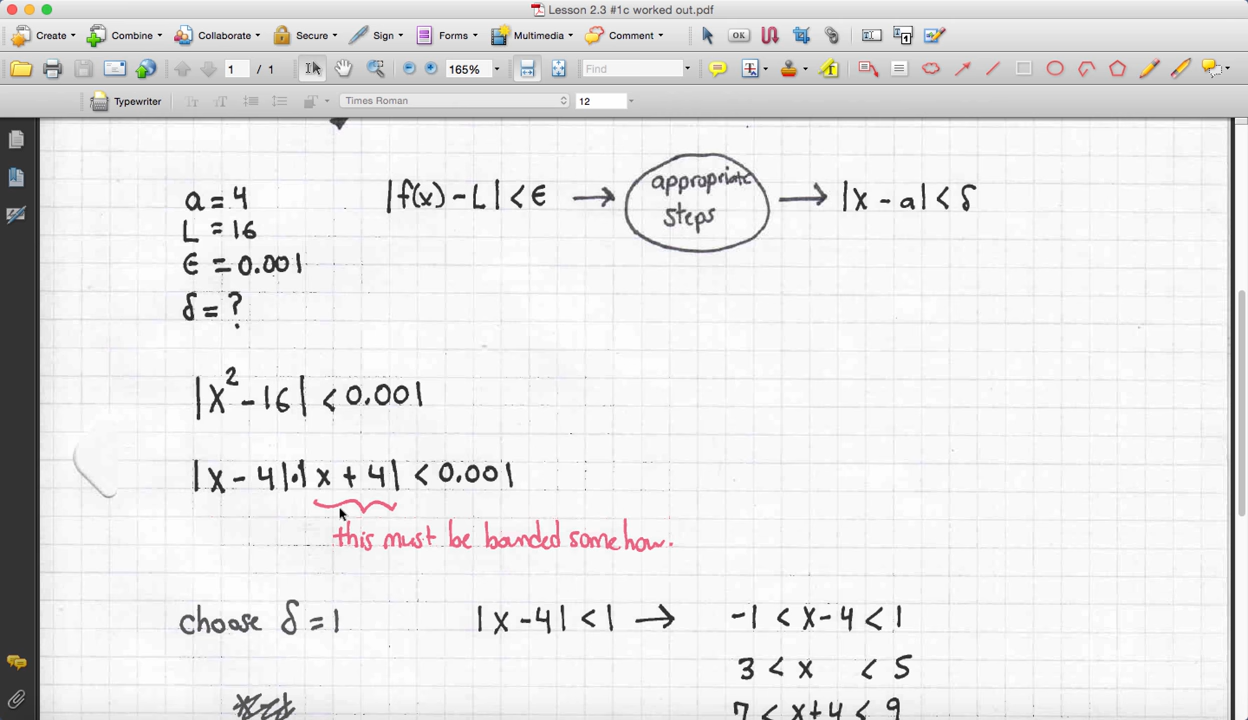 Lesson 2.3 #1c worked out.pdf
Create Combine Collaborate Secure Sign Forms Multimedia Comment
1 / 1 165% Find
Typewriter Times Roman 12
a = 4
L = 16
ϵ = 0.001
δ = ?
|f(x) - L| < ϵ → appropriate steps → |x - a| < δ
|x² - 16| < 0.001
|x - 4|·|x + 4| < 0.001
this must be bounded somehow.
choose δ = 1 |x - 4| < 1 → -1 < x - 4 < 1
3 < x < 5
7 < x + 4 < 9